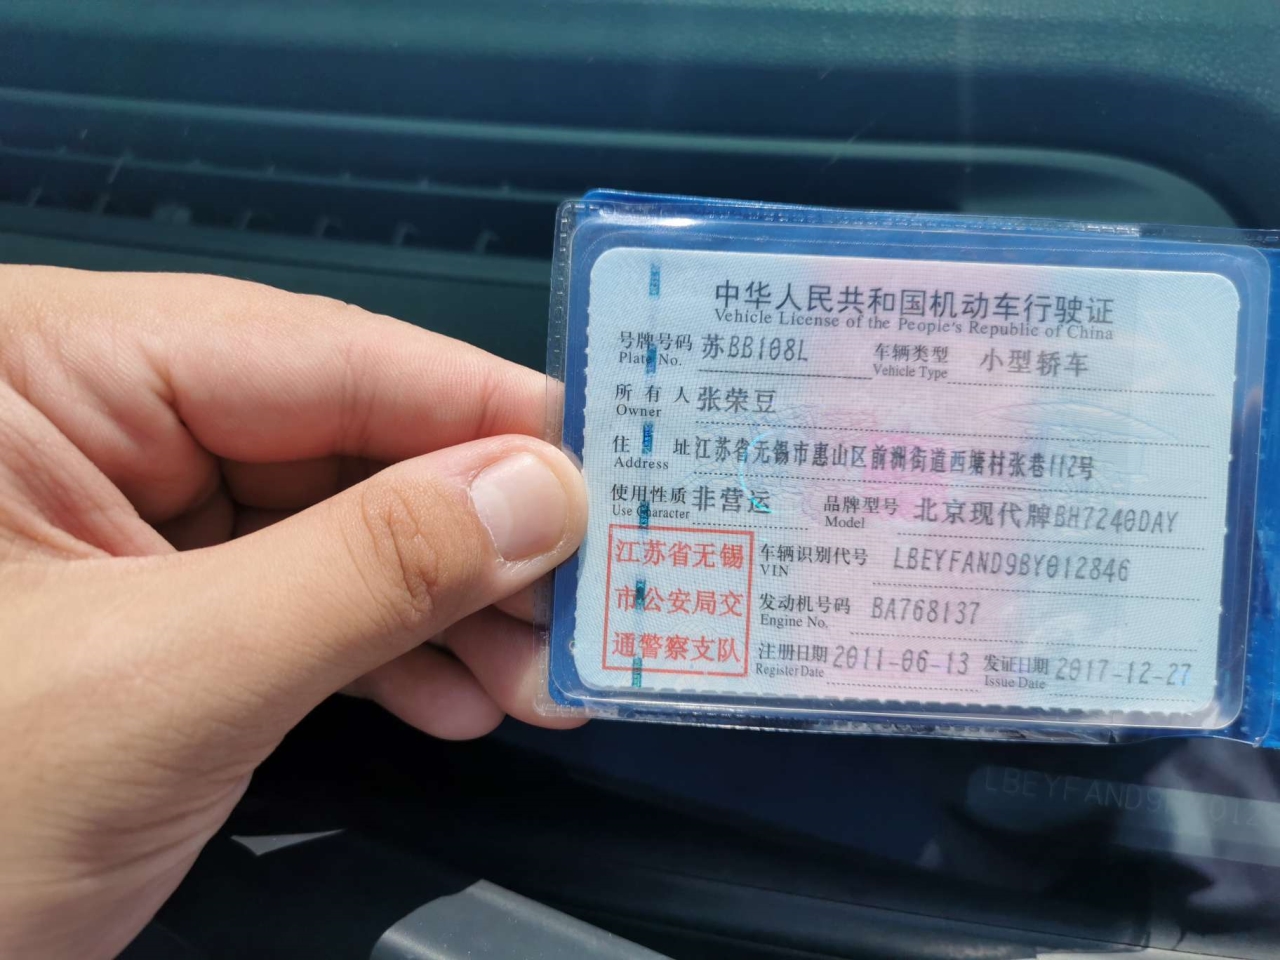 中华人民共和国机动车行驶证
Vehicle License of the People's Republic of China
号牌号码 苏BB108L 车辆类型 小型轿车
Plate No. Vehicle Type
所有人 张荣豆
Owner
住址 江苏省无锡市惠山区前洲街道西塘村张巷112号
Address
使用性质 非营运 品牌型号 北京现代牌BH7240DAY
Use Character Model
江苏省无锡
市公安局交
通警察支队
车辆识别代号 LBEYFAND9BY012846
VIN
发动机号码 BA768137
Engine No.
注册日期 2011-06-13 发证日期 2017-12-27
Register Date Issue Date
LBEYFAND9